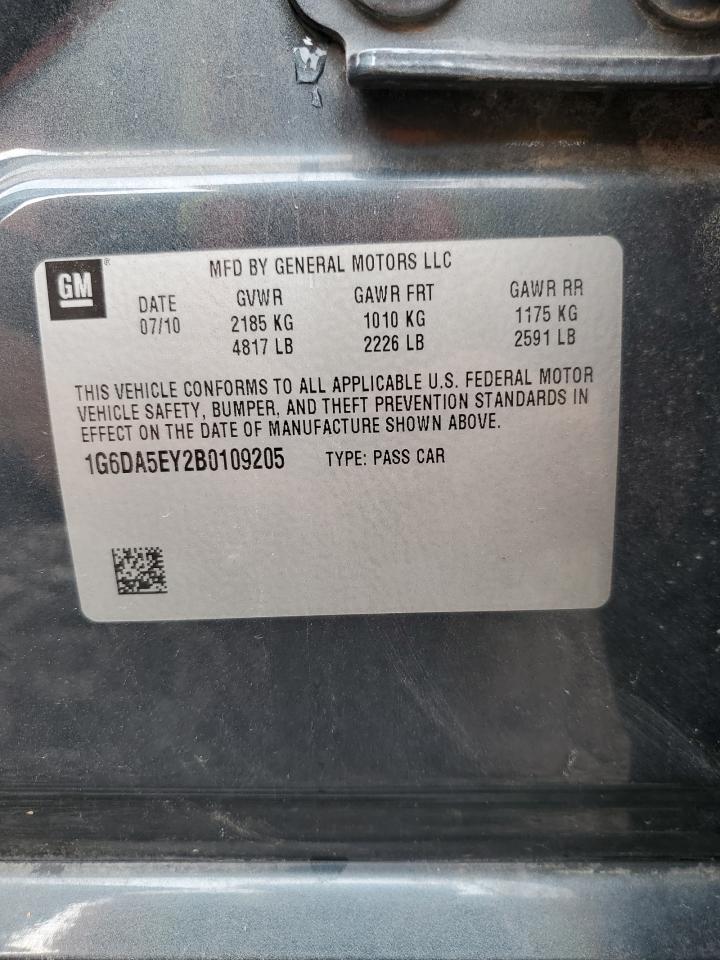 GM®
MFD BY GENERAL MOTORS LLC
DATE GVWR GAWR FRT GAWR RR
07/10 2185 KG 1010 KG 1175 KG
4817 LB 2226 LB 2591 LB
THIS VEHICLE CONFORMS TO ALL APPLICABLE U.S. FEDERAL MOTOR
VEHICLE SAFETY, BUMPER, AND THEFT PREVENTION STANDARDS IN
EFFECT ON THE DATE OF MANUFACTURE SHOWN ABOVE.
1G6DA5EY2B0109205 TYPE: PASS CAR